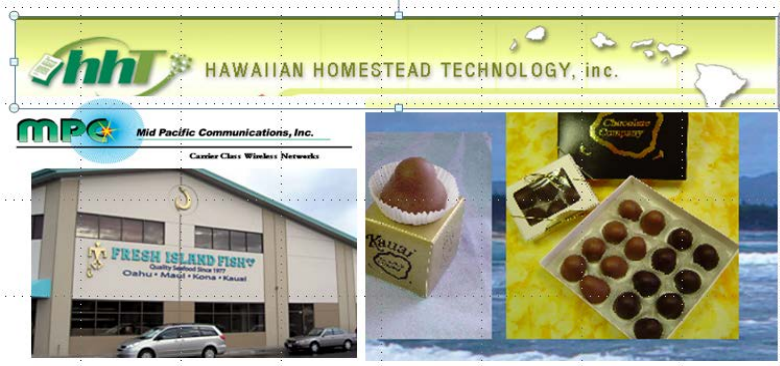 hhT
HAWAIIAN HOMESTEAD TECHNOLOGY, inc.
MPC
Mid Pacific Communications, Inc.
Carrier Class Wireless Networks
FRESH ISLAND FISH
Quality Seafood Since 1977
Oahu • Maui • Kona • Kauai
Kauai
Chocolate
Company